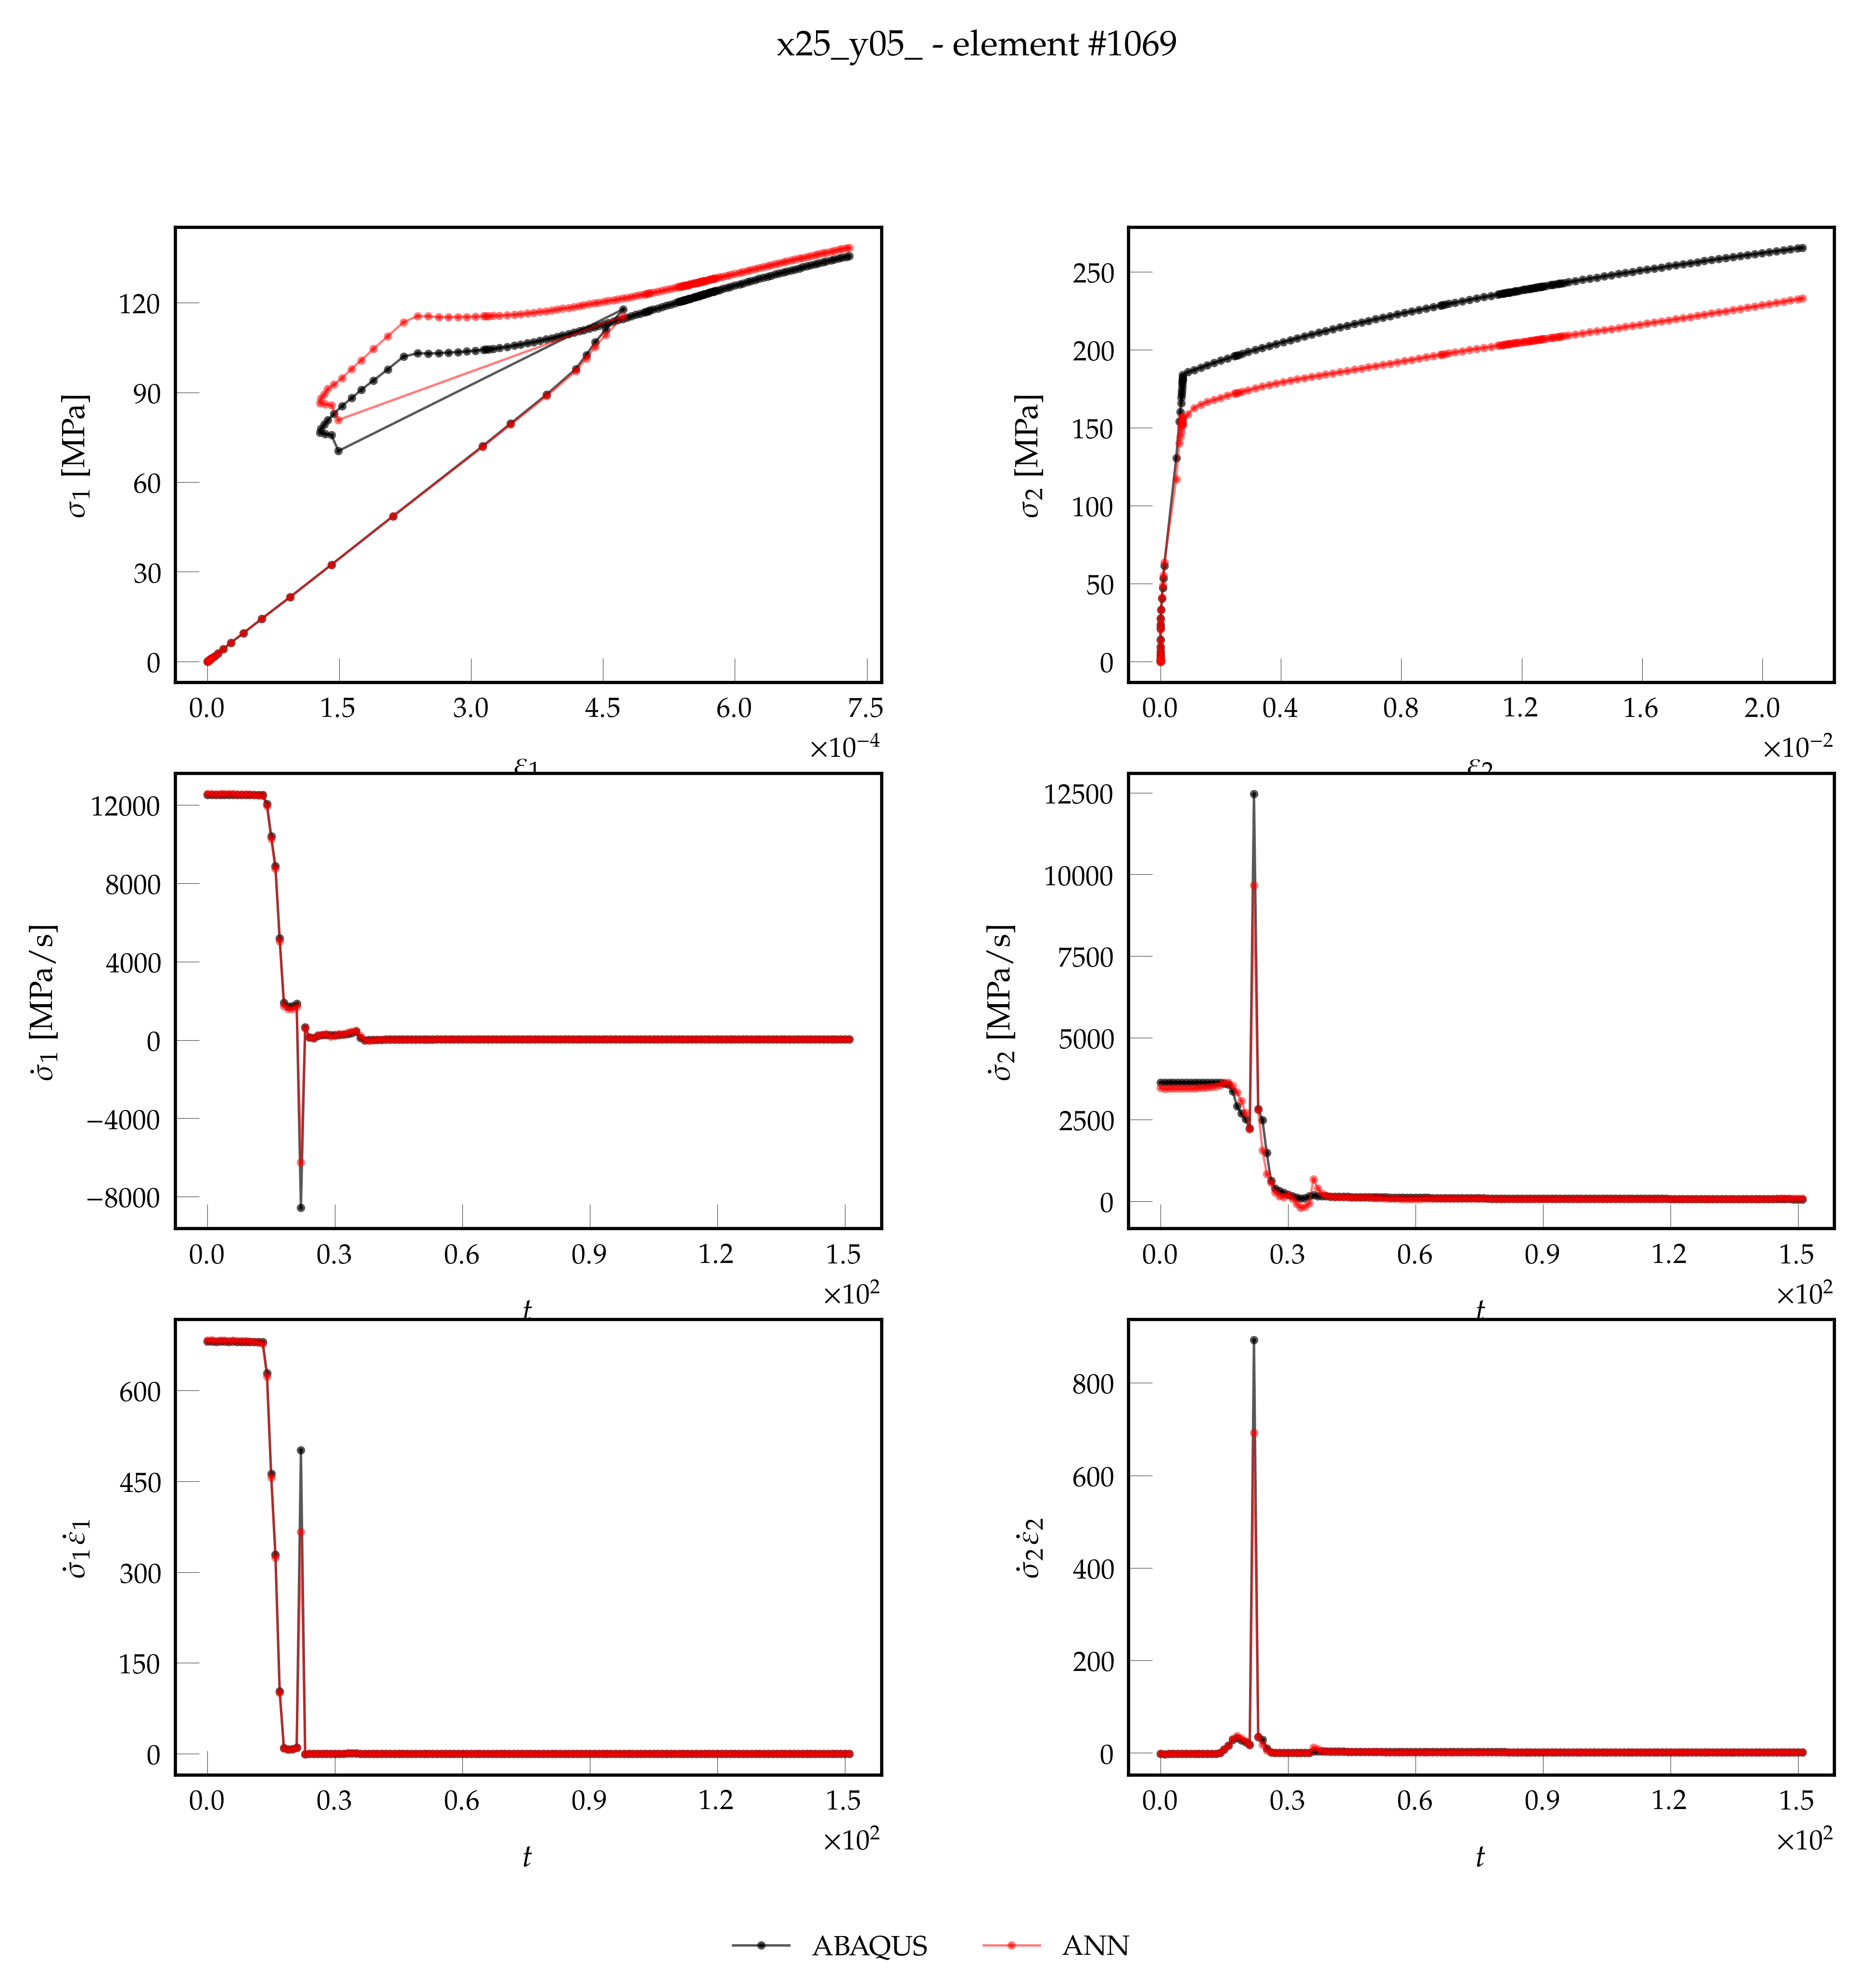 x25_y05_ - element #1069
σ₁ [MPa]
120
90
60
30
0
0.0 1.5 3.0 4.5 6.0 7.5
×10⁻⁴
ε₁
σ₂ [MPa]
250
200
150
100
50
0
0.0 0.4 0.8 1.2 1.6 2.0
×10⁻²
ε₂
σ̇₁ [MPa/s]
12000
8000
4000
0
−4000
−8000
0.0 0.3 0.6 0.9 1.2 1.5
×10²
t
σ̇₂ [MPa/s]
12500
10000
7500
5000
2500
0
0.0 0.3 0.6 0.9 1.2 1.5
×10²
t
σ̇₁ε̇₁
600
450
300
150
0
0.0 0.3 0.6 0.9 1.2 1.5
×10²
t
σ̇₂ε̇₂
800
600
400
200
0
0.0 0.3 0.6 0.9 1.2 1.5
×10²
t
ABAQUS ANN